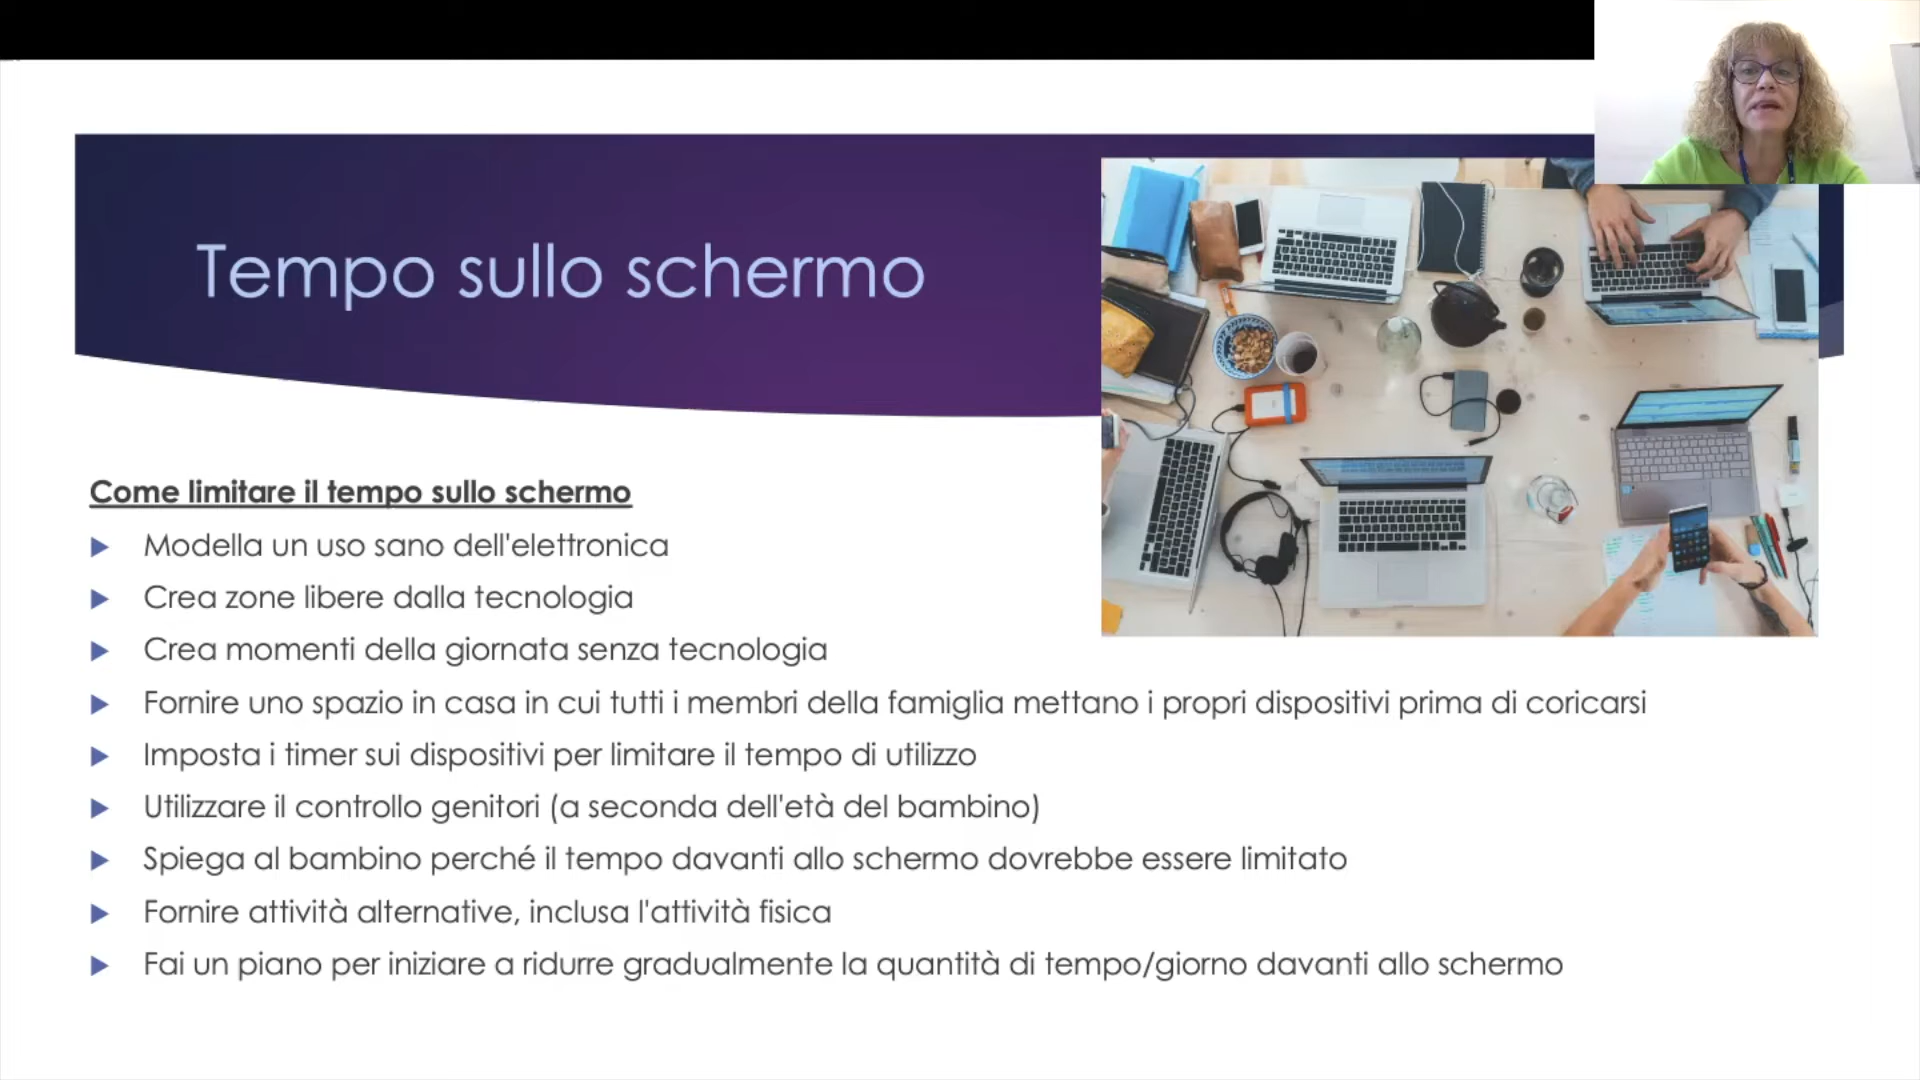 Tempo sullo schermo
Come limitare il tempo sullo schermo
Modella un uso sano dell'elettronica
Crea zone libere dalla tecnologia
Crea momenti della giornata senza tecnologia
Fornire uno spazio in casa in cui tutti i membri della famiglia mettano i propri dispositivi prima di coricarsi
Imposta i timer sui dispositivi per limitare il tempo di utilizzo
Utilizzare il controllo genitori (a seconda dell'età del bambino)
Spiega al bambino perché il tempo davanti allo schermo dovrebbe essere limitato
Fornire attività alternative, inclusa l'attività fisica
Fai un piano per iniziare a ridurre gradualmente la quantità di tempo/giorno davanti allo schermo